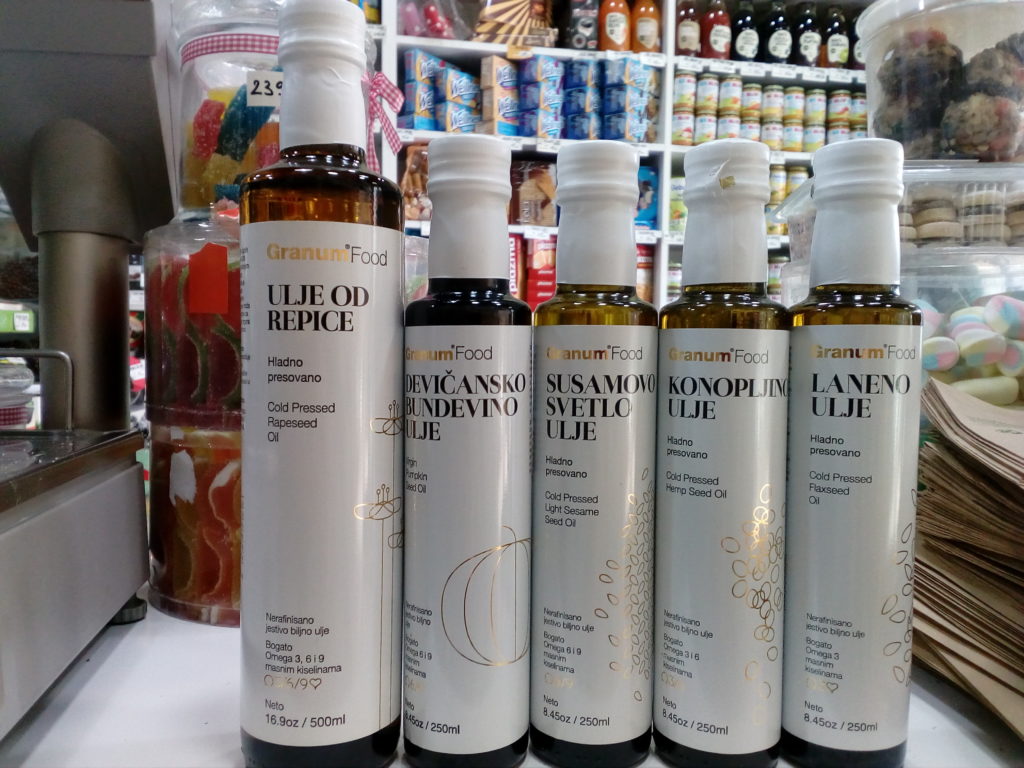 239
Granum Food
ULJE OD
REPICE
Hladno
presovano
Cold Pressed
Rapeseed
Oil
Nerafinisano
jestivo biljno ulje
Bogato
Omega 3, 6 i 9
masnim kiselinama
Neto
16.9oz / 500ml
Granum Food
DEVIČANSKO
BUNDEVINO
ULJE
Virgin
Pumpkin
Seed Oil
Nerafinisano
jestivo biljno ulje
Bogato
Omega 6 i 9
masnim
kiselinama
Neto
8.45oz / 250ml
Granum Food
SUSAMOVO
SVETLO
ULJE
Hladno
presovano
Cold Pressed
Light Sesame
Seed Oil
Nerafinisano
jestivo biljno ulje
Bogato
Omega 6 i 9
masnim
kiselinama
Neto
8.45oz / 250ml
Granum Food
KONOPLJINO
ULJE
Hladno
presovano
Cold Pressed
Hemp Seed Oil
Nerafinisano
jestivo biljno ulje
Bogato
Omega 3 i 6
masnim
kiselinama
Neto
8.45oz / 250ml
Granum Food
LANENO
ULJE
Hladno
presovano
Cold Pressed
Flaxseed
Oil
Nerafinisano
jestivo biljno ulje
Bogato
Omega 3
masnim
kiselinama
Neto
8.45oz / 250ml